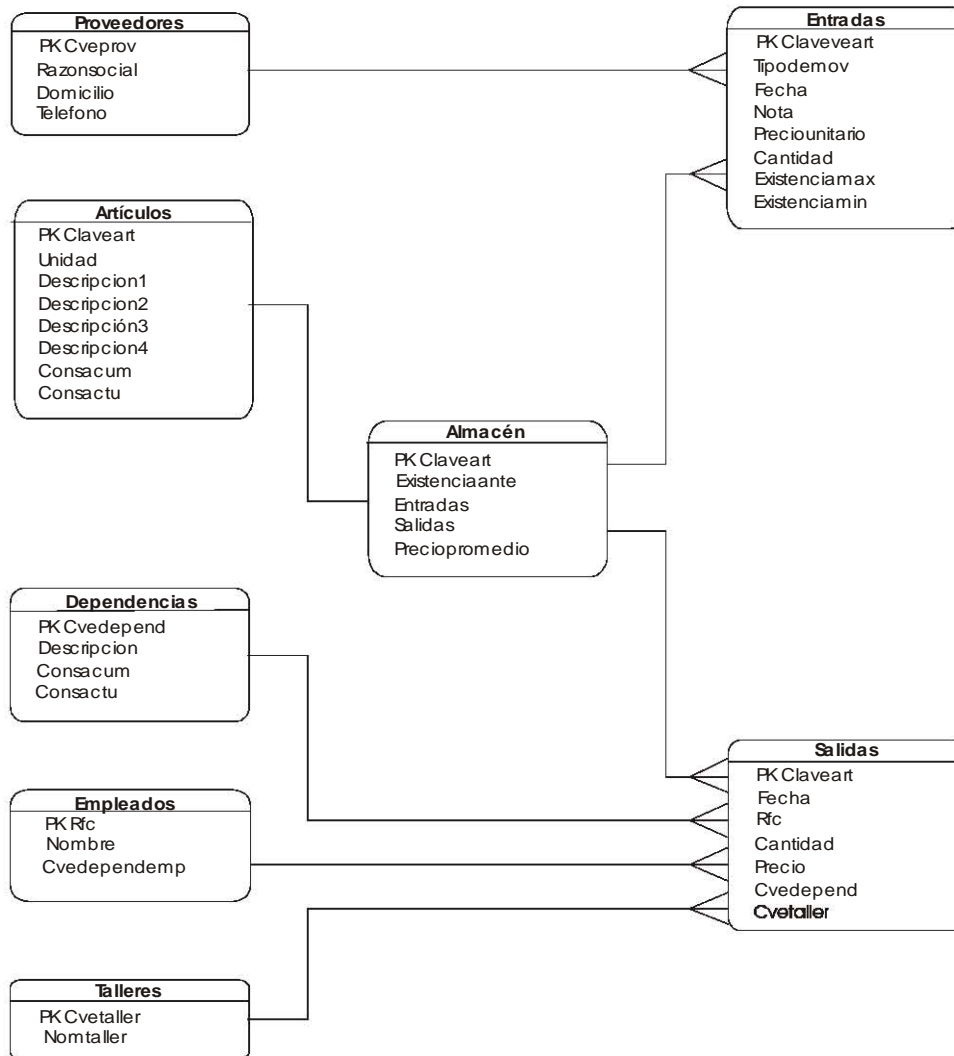 Proveedores
PK Cveprov
Razonsocial
Domicilio
Telefono
Entradas
PK Claveveart
Tipodemov
Fecha
Nota
Preciounitario
Cantidad
Existenciamax
Existenciamin
Artículos
PK Claveart
Unidad
Descripcion1
Descripcion2
Descripción3
Descripcion4
Consacum
Consactu
Almacén
PK Claveart
Existenciaante
Entradas
Salidas
Preciopromedio
Dependencias
PK Cvedepend
Descripcion
Consacum
Consactu
Salidas
PK Claveart
Fecha
Rfc
Cantidad
Precio
Cvedepend
Cvetaller
Empleados
PK Rfc
Nombre
Cvedependemp
Talleres
PK Cvetaller
Nomtaller